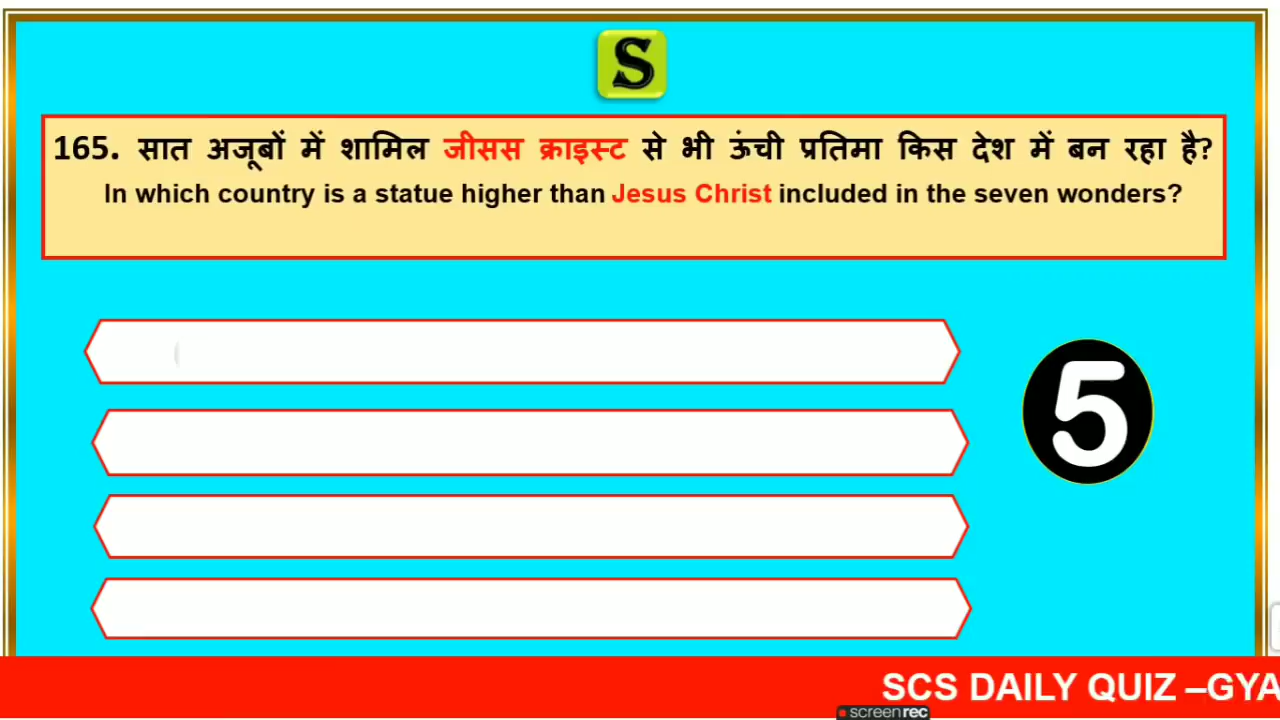 S
165. सात अजूबों में शामिल जीसस क्राइस्ट से भी ऊंची प्रतिमा किस देश में बन रहा है?
In which country is a statue higher than Jesus Christ included in the seven wonders?
5
SCS DAILY QUIZ –GYA
screenrec